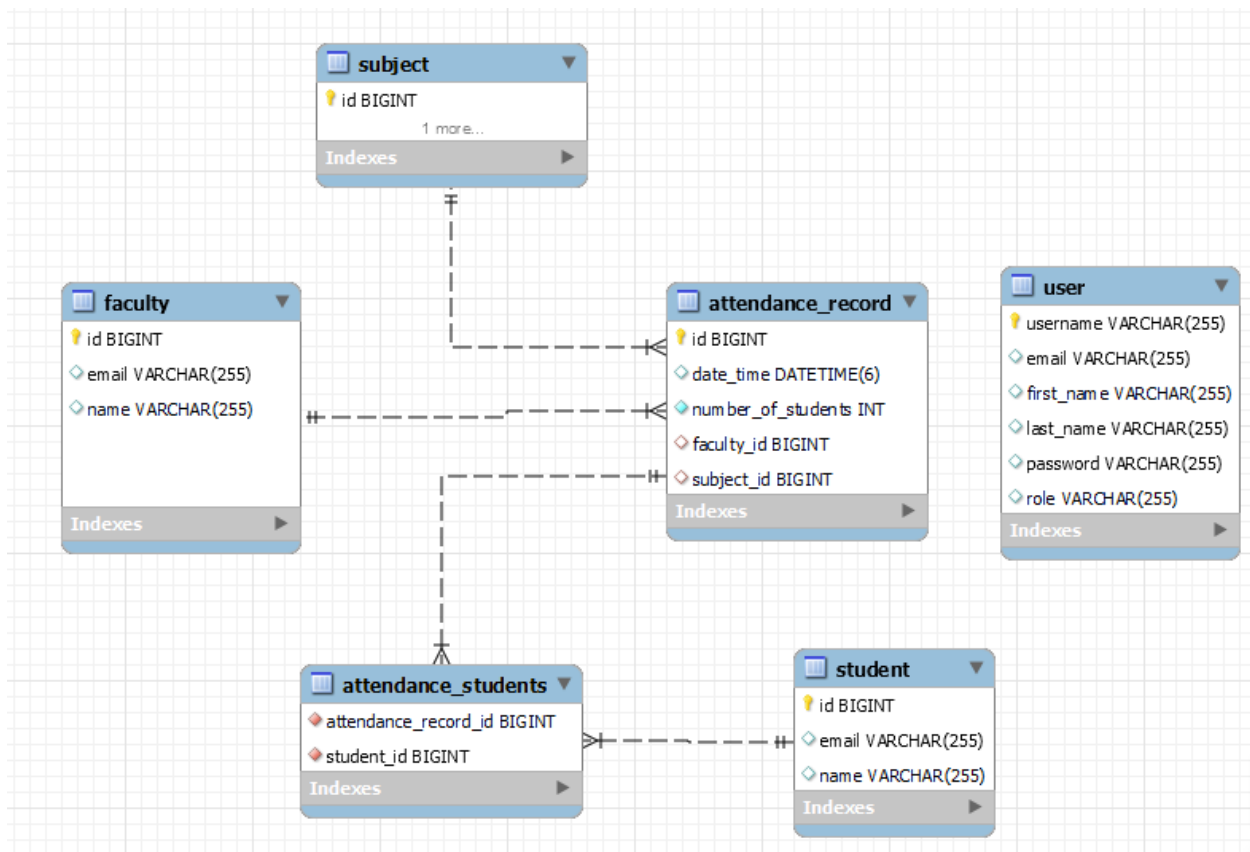 subject
id BIGINT
1 more...
Indexes
faculty
id BIGINT
email VARCHAR(255)
name VARCHAR(255)
Indexes
attendance_record
id BIGINT
date_time DATETIME(6)
number_of_students INT
faculty_id BIGINT
subject_id BIGINT
Indexes
user
username VARCHAR(255)
email VARCHAR(255)
first_name VARCHAR(255)
last_name VARCHAR(255)
password VARCHAR(255)
role VARCHAR(255)
Indexes
attendance_students
attendance_record_id BIGINT
student_id BIGINT
Indexes
student
id BIGINT
email VARCHAR(255)
name VARCHAR(255)
Indexes